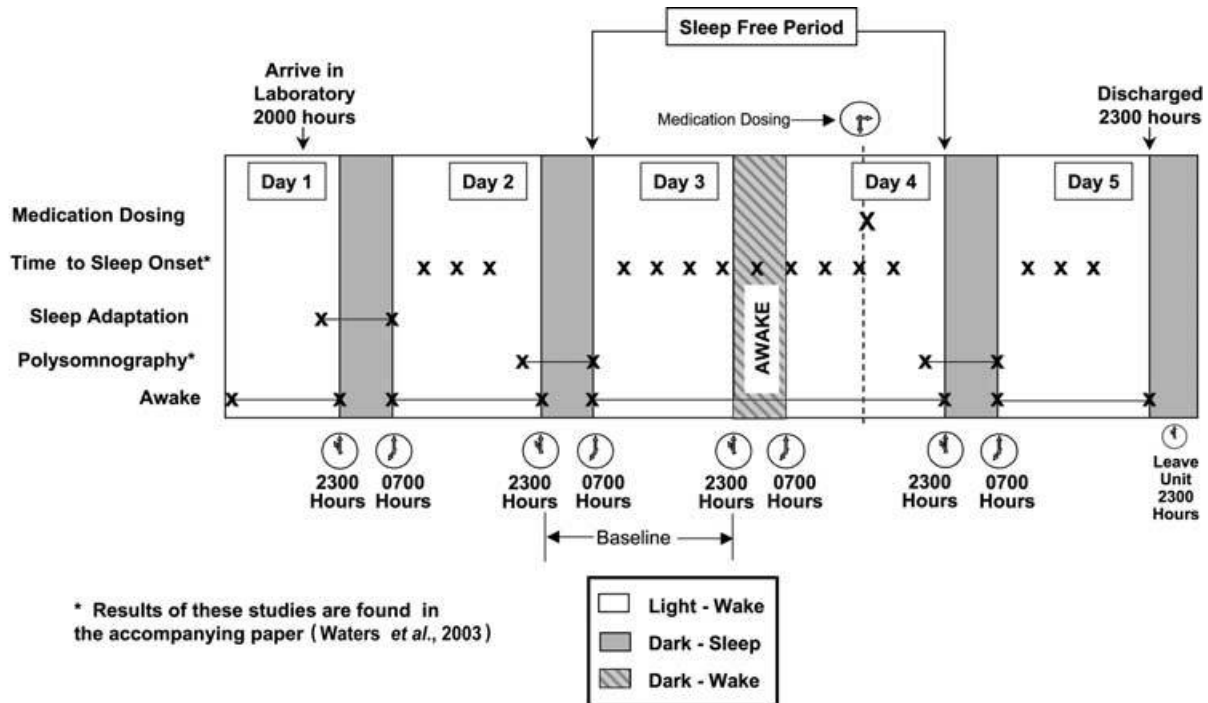 Sleep Free Period
Arrive in
Laboratory
2000 hours
Medication Dosing
Discharged
2300 hours
Day 1
Day 2
Day 3
Day 4
Day 5
Medication Dosing
X
Time to Sleep Onset*
x x x x x x x x x x x x x x x
Sleep Adaptation
x x
Polysomnography*
x x x x
Awake
x x x x x x x x
AWAKE
2300
Hours
0700
Hours
2300
Hours
0700
Hours
2300
Hours
0700
Hours
2300
Hours
0700
Hours
Leave
Unit
2300
Hours
Baseline
* Results of these studies are found in
the accompanying paper (Waters et al., 2003)
Light - Wake
Dark - Sleep
Dark - Wake